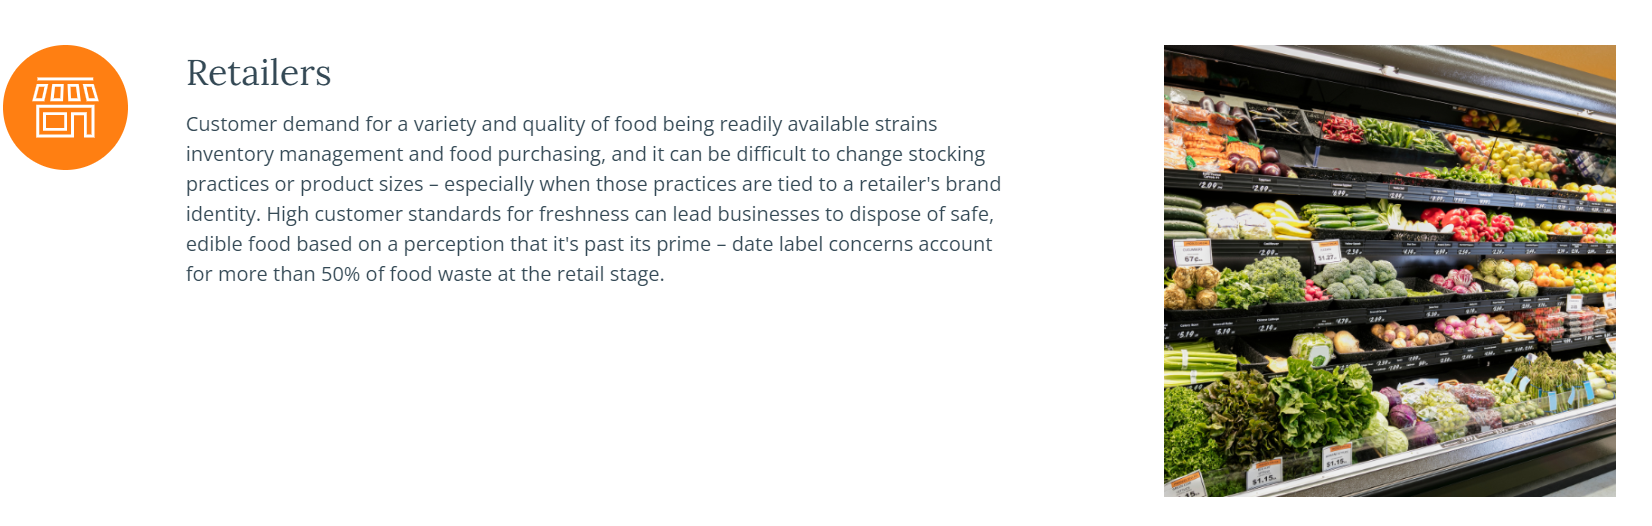 Retailers
Customer demand for a variety and quality of food being readily available strains
inventory management and food purchasing, and it can be difficult to change stocking
practices or product sizes – especially when those practices are tied to a retailer's brand
identity. High customer standards for freshness can lead businesses to dispose of safe,
edible food based on a perception that it's past its prime – date label concerns account
for more than 50% of food waste at the retail stage.
$1.15
$1.15